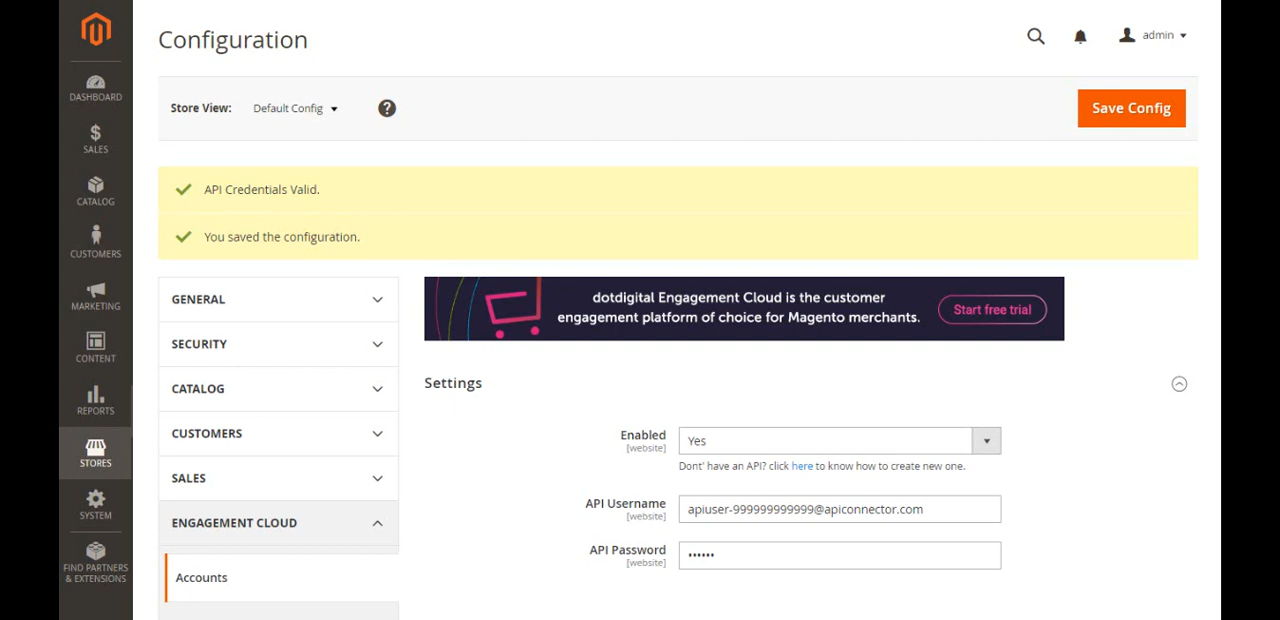 Configuration
admin
Store View: Default Config ?
Save Config
API Credentials Valid.
You saved the configuration.
DASHBOARD
$
SALES
CATALOG
CUSTOMERS
MARKETING
CONTENT
REPORTS
STORES
SYSTEM
FIND PARTNERS
& EXTENSIONS
GENERAL
SECURITY
CATALOG
CUSTOMERS
SALES
ENGAGEMENT CLOUD
Accounts
dotdigital Engagement Cloud is the customer
engagement platform of choice for Magento merchants.
Start free trial
Settings
Enabled
[website]
Yes
Dont' have an API? click here to know how to create new one.
API Username
[website]
apiuser-999999999999@apiconnector.com
API Password
[website]
••••••